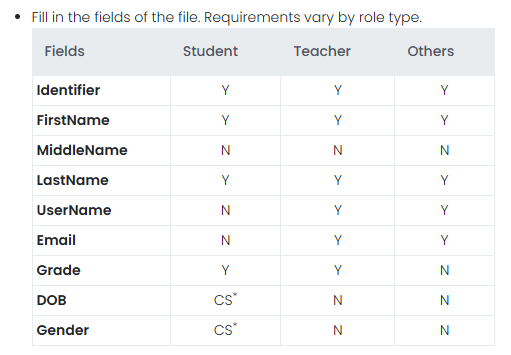 • Fill in the fields of the file. Requirements vary by role type.
Fields Student Teacher Others
Identifier Y Y Y
FirstName Y Y Y
MiddleName N N N
LastName Y Y Y
UserName N Y Y
Email N Y Y
Grade Y Y N
DOB CS* N N
Gender CS* N N